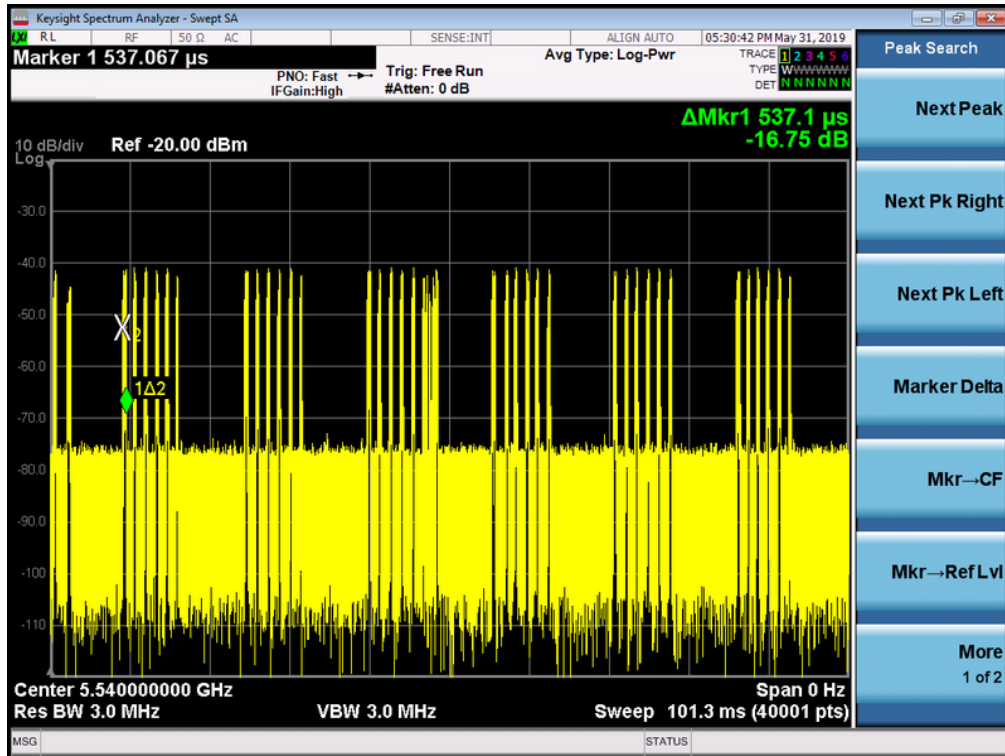 Keysight Spectrum Analyzer - Swept SA
LXI RL RF 50 Ω AC SENSE:INT ALIGN AUTO 05:30:42 PM May 31, 2019
Marker 1 537.067 µs
PNO: Fast
IFGain:High
Trig: Free Run
#Atten: 0 dB
Avg Type: Log-Pwr
TRACE 1 2 3 4 5 6
TYPE WWWWWW
DET N N N N N N
ΔMkr1 537.1 µs
-16.75 dB
10 dB/div Ref -20.00 dBm
Log
-30.0
-40.0
-50.0
-60.0
-70.0
-80.0
-90.0
-100
-110
X2
1Δ2
Center 5.540000000 GHz Span 0 Hz
Res BW 3.0 MHz VBW 3.0 MHz Sweep 101.3 ms (40001 pts)
MSG STATUS
Peak Search
Next Peak
Next Pk Right
Next Pk Left
Marker Delta
Mkr→CF
Mkr→Ref Lvl
More
1 of 2